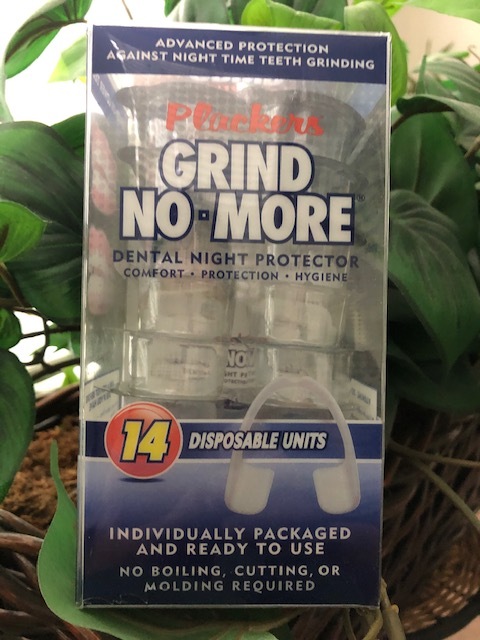 ADVANCED PROTECTION
AGAINST NIGHT TIME TEETH GRINDING
Plackers
GRIND
NO·MORE®
DENTAL NIGHT PROTECTOR
COMFORT • PROTECTION • HYGIENE
14 DISPOSABLE UNITS
INDIVIDUALLY PACKAGED
AND READY TO USE
NO BOILING, CUTTING, OR
MOLDING REQUIRED